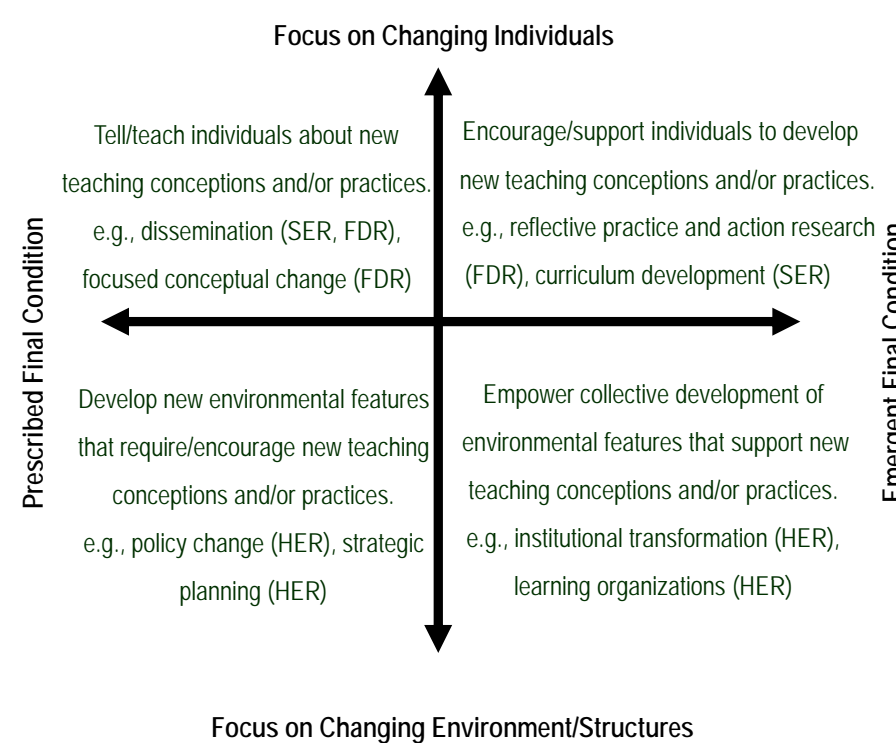 Focus on Changing Individuals
Tell/teach individuals about new
teaching conceptions and/or practices.
e.g., dissemination (SER, FDR),
focused conceptual change (FDR)
Encourage/support individuals to develop
new teaching conceptions and/or practices.
e.g., reflective practice and action research
(FDR), curriculum development (SER)
Prescribed Final Condition
Emergent Final Condition
Develop new environmental features
that require/encourage new teaching
conceptions and/or practices.
e.g., policy change (HER), strategic
planning (HER)
Empower collective development of
environmental features that support new
teaching conceptions and/or practices.
e.g., institutional transformation (HER),
learning organizations (HER)
Focus on Changing Environment/Structures